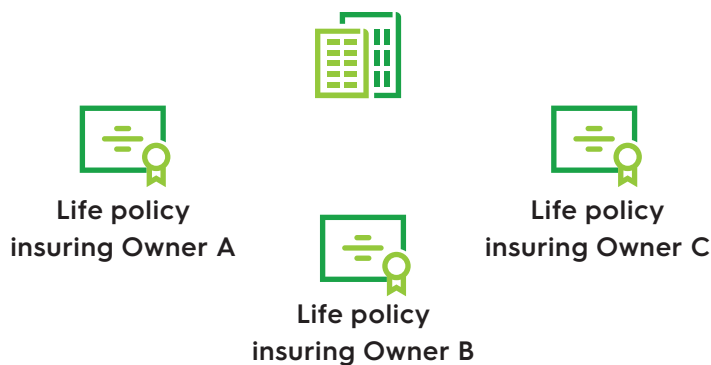 Life policy
insuring Owner A
Life policy
insuring Owner B
Life policy
insuring Owner C